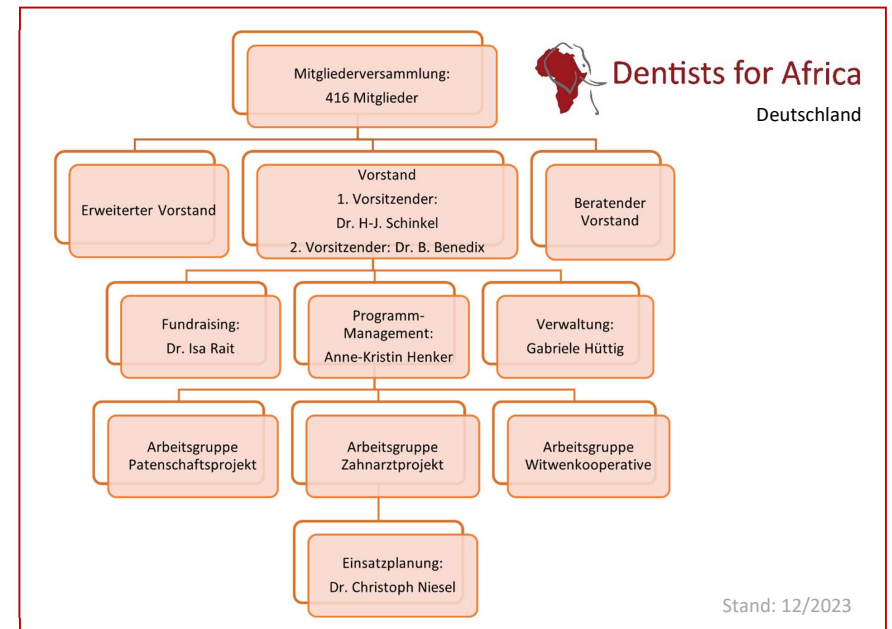 Mitgliederversammlung:
416 Mitglieder
Dentists for Africa
Deutschland
Erweiterter Vorstand
Vorstand
1. Vorsitzender:
Dr. H-J. Schinkel
2. Vorsitzender: Dr. B. Benedix
Beratender
Vorstand
Fundraising:
Dr. Isa Rait
Programm-
Management:
Anne-Kristin Henker
Verwaltung:
Gabriele Hüttig
Arbeitsgruppe
Patenschaftsprojekt
Arbeitsgruppe
Zahnarztprojekt
Arbeitsgruppe
Witwenkooperative
Einsatzplanung:
Dr. Christoph Niesel
Stand: 12/2023